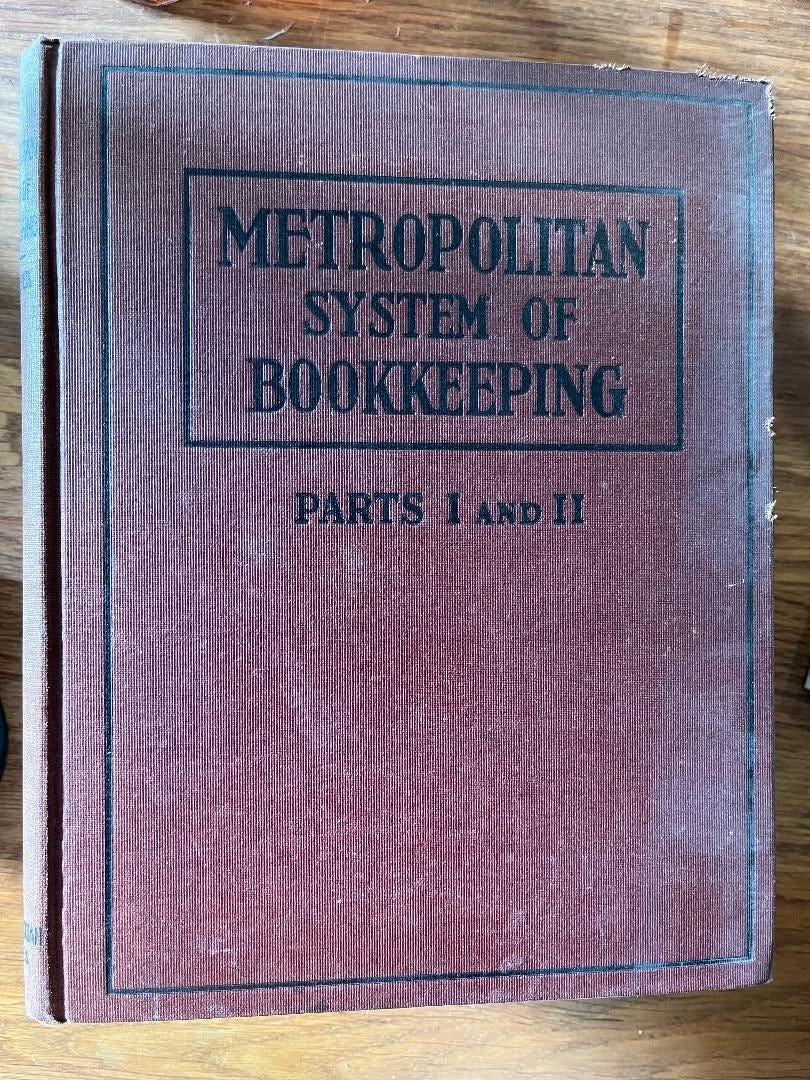 METROPOLITAN
SYSTEM OF
BOOKKEEPING
PARTS I AND II